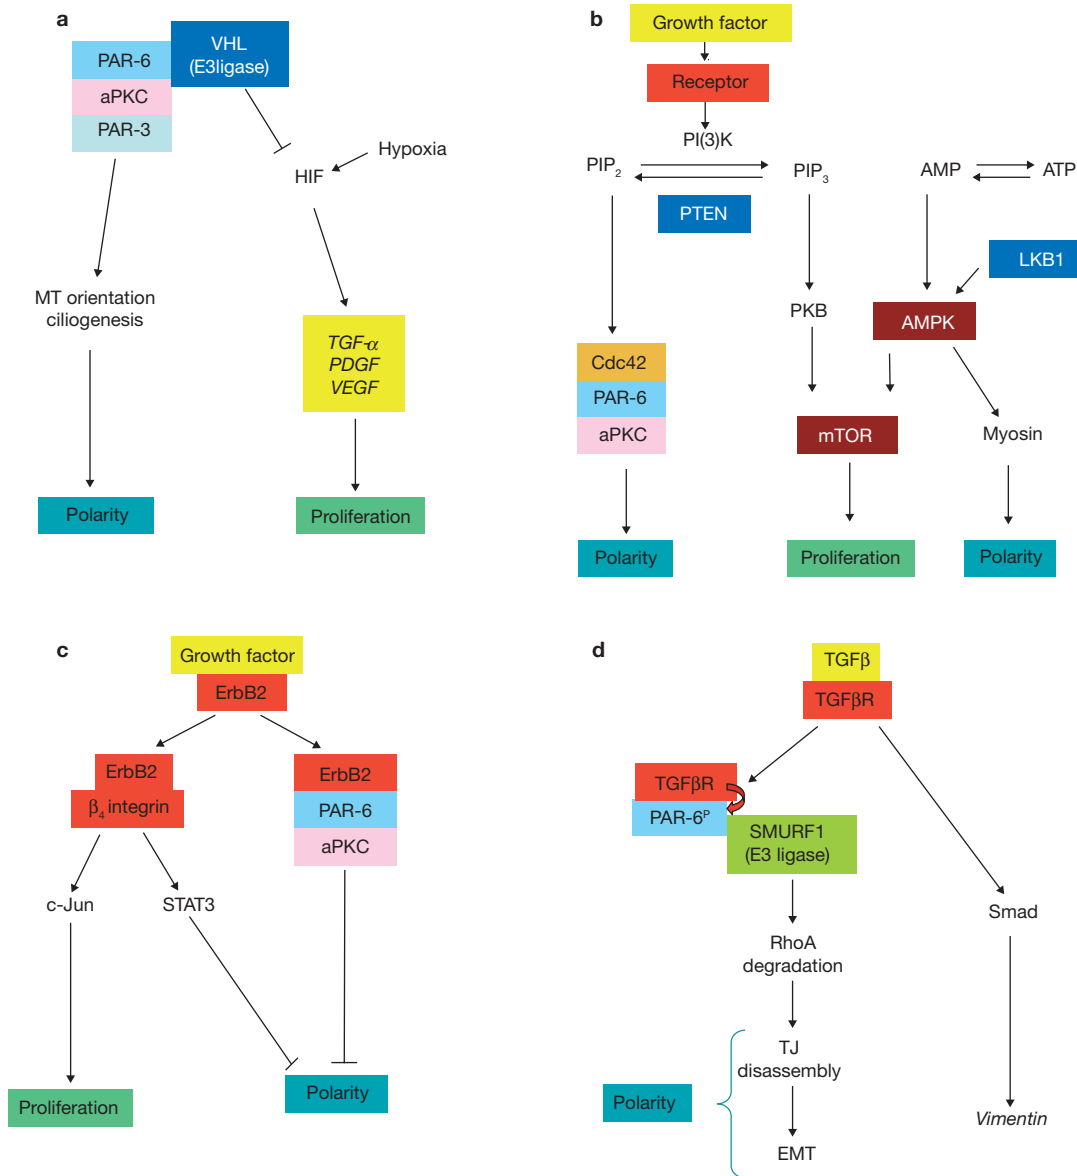 a
VHL
(E3ligase)
PAR-6
aPKC
PAR-3
Hypoxia
HIF
MT orientation
ciliogenesis
TGF-α
PDGF
VEGF
Polarity
Proliferation
b
Growth factor
Receptor
PI(3)K
PIP₂
PIP₃
AMP
ATP
PTEN
LKB1
PKB
AMPK
Cdc42
PAR-6
aPKC
mTOR
Myosin
Polarity
Proliferation
Polarity
c
Growth factor
ErbB2
ErbB2
β₄ integrin
ErbB2
PAR-6
aPKC
c-Jun
STAT3
Proliferation
Polarity
d
TGFβ
TGFβR
TGFβR
PAR-6ᴾ
SMURF1
(E3 ligase)
Smad
RhoA
degradation
TJ
disassembly
Polarity
EMT
Vimentin